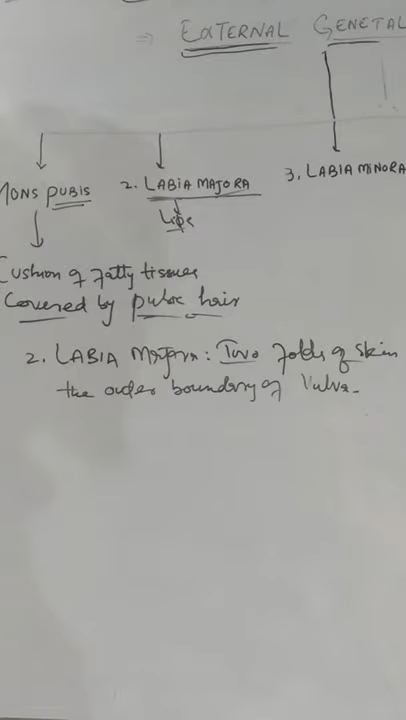 ⇒ EXTERNAL GENETAL
MONS PUBIS
2. LABIA MAJORA
3. LABIA MINORA
Lips
Cushion of fatty tissues
Covered by pubic hair
2. LABIA Majora: Two folds of skin
the outer boundary of Vulva-